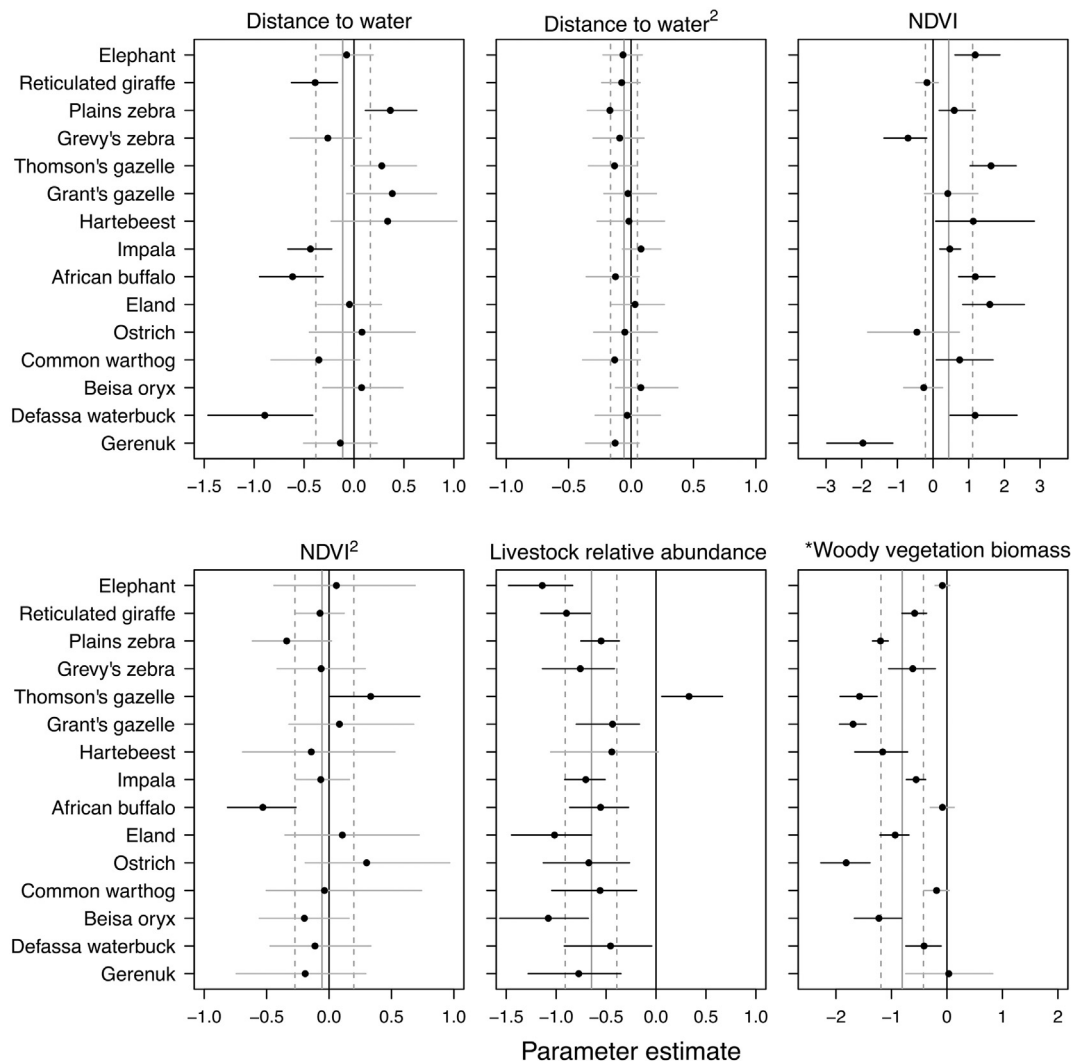 Distance to water
Distance to water²
NDVI
Elephant
Reticulated giraffe
Plains zebra
Grevy's zebra
Thomson's gazelle
Grant's gazelle
Hartebeest
Impala
African buffalo
Eland
Ostrich
Common warthog
Beisa oryx
Defassa waterbuck
Gerenuk
−1.5 −1.0 −0.5 0.0 0.5 1.0
−1.0 −0.5 0.0 0.5 1.0
−3 −2 −1 0 1 2 3
NDVI²
Livestock relative abundance
*Woody vegetation biomass
Elephant
Reticulated giraffe
Plains zebra
Grevy's zebra
Thomson's gazelle
Grant's gazelle
Hartebeest
Impala
African buffalo
Eland
Ostrich
Common warthog
Beisa oryx
Defassa waterbuck
Gerenuk
−1.0 −0.5 0.0 0.5 1.0
−1.5 −1.0 −0.5 0.0 0.5 1.0
−2 −1 0 1 2
Parameter estimate